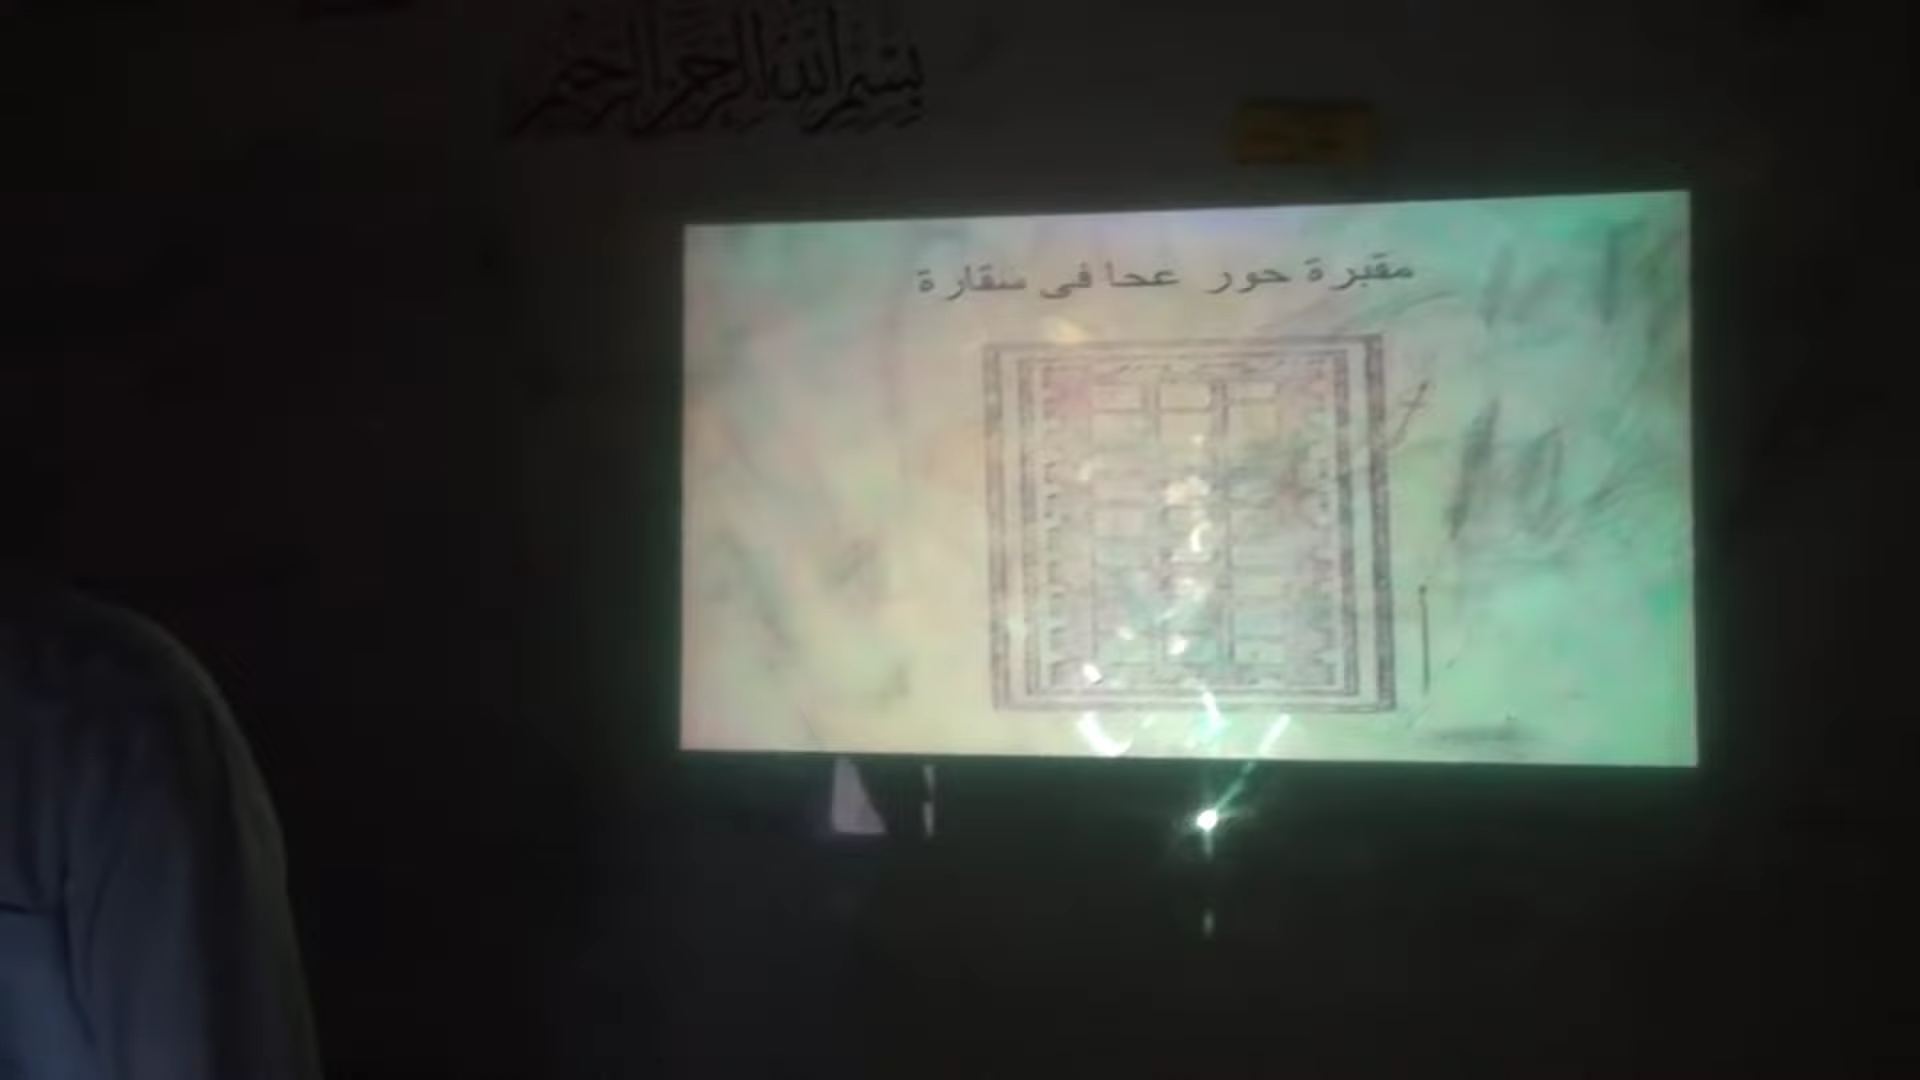 بسم الله الرحمن الرحيم
مقبرة حور عحا فى سقارة